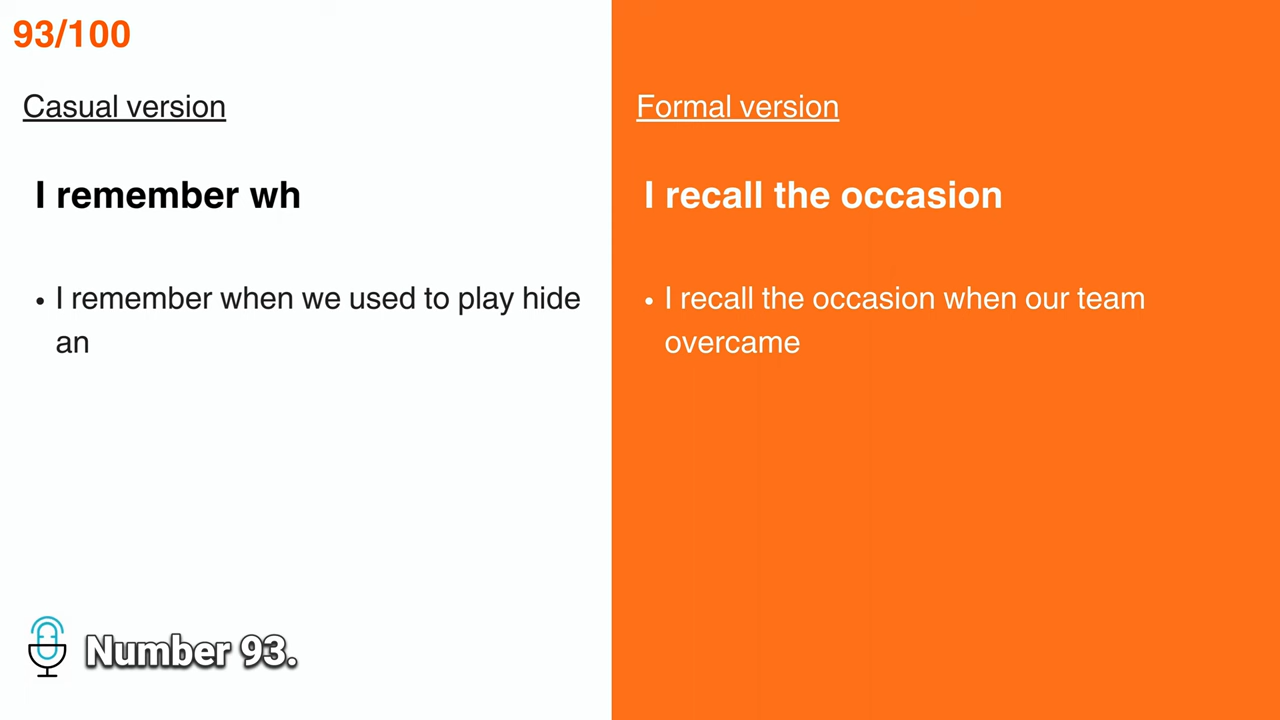 93/100
Casual version
I remember wh
• I remember when we used to play hide
an
Formal version
I recall the occasion
• I recall the occasion when our team
overcame
Number 93.